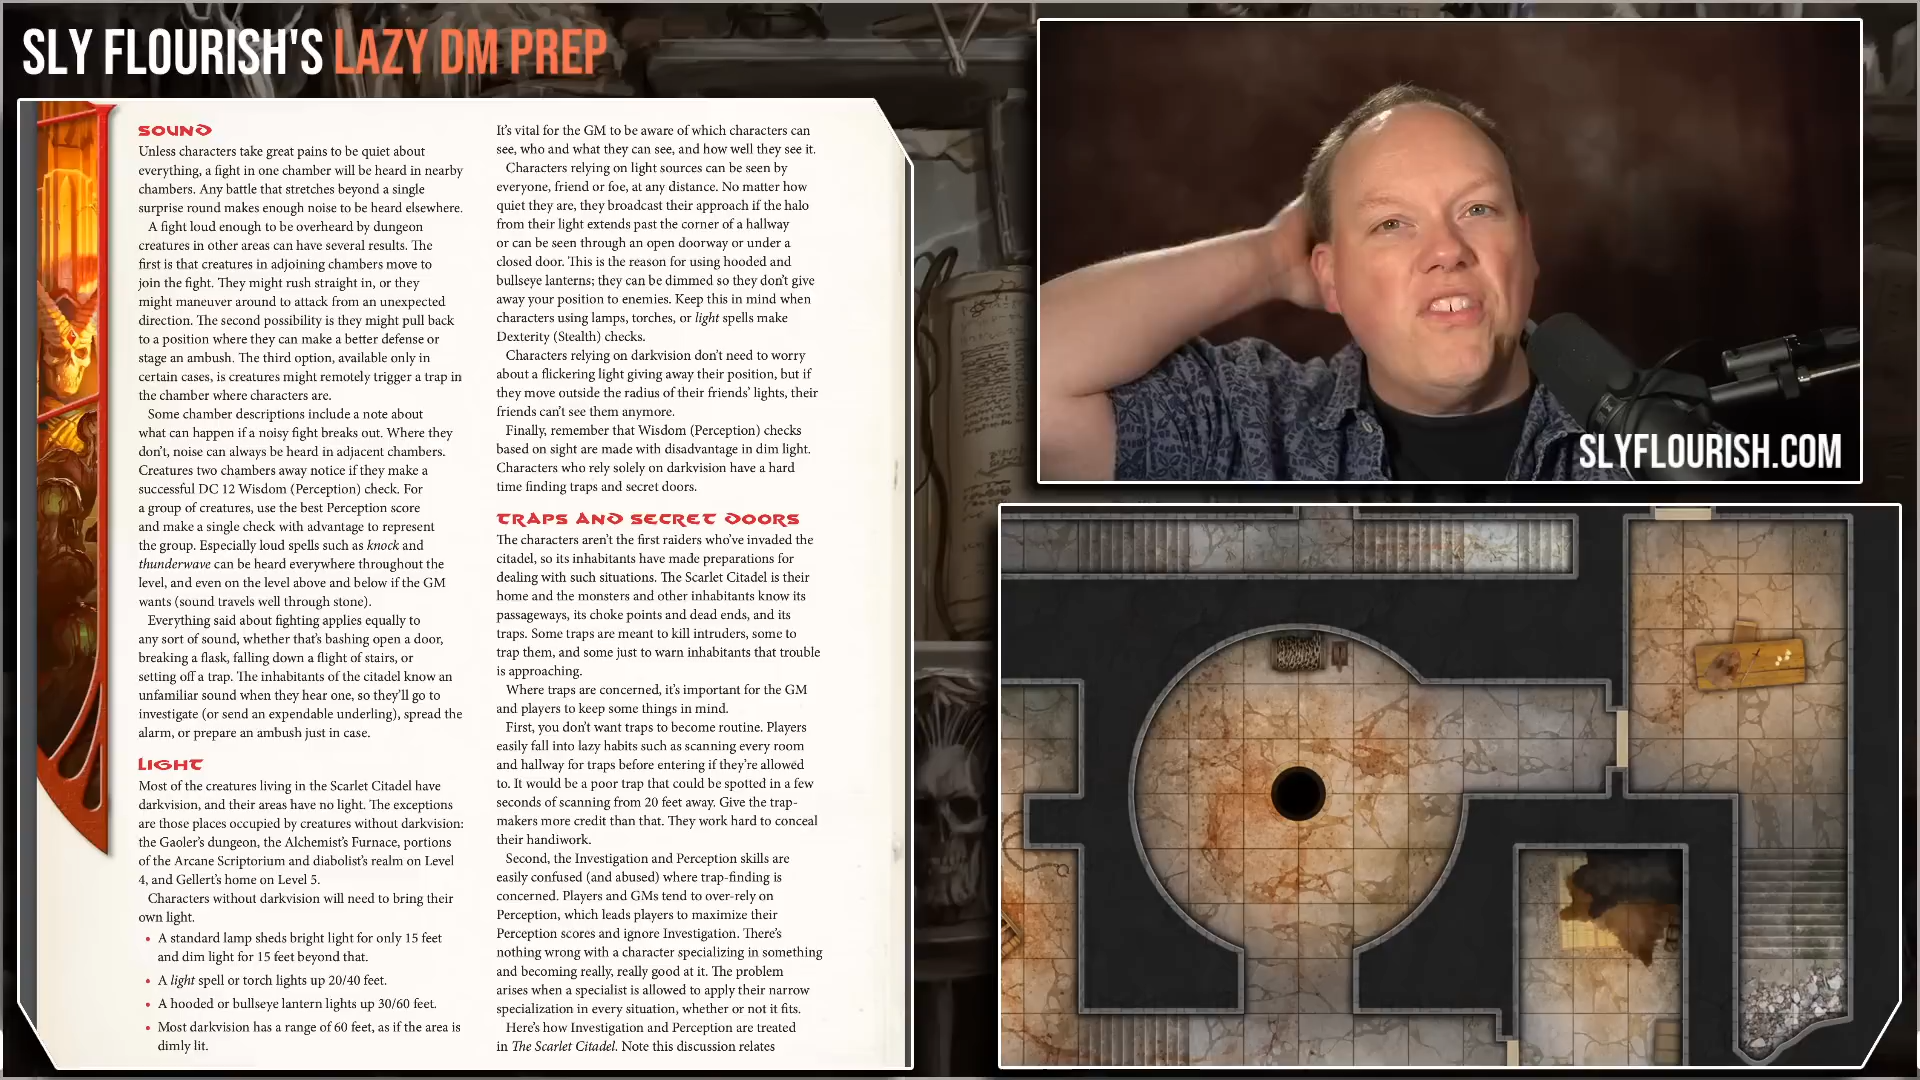 SLY FLOURISH'S LAZY DM PREP
SOUND
Unless characters take great pains to be quiet about
everything, a fight in one chamber will be heard in nearby
chambers. Any battle that stretches beyond a single
surprise round makes enough noise to be heard elsewhere.
A fight loud enough to be overheard by dungeon
creatures in other areas can have several results. The
first is that creatures in adjoining chambers move to
join the fight. They might rush straight in, or they
might maneuver around to attack from an unexpected
direction. The second possibility is they might pull back
to a position where they can make a better defense or
stage an ambush. The third option, available only in
certain cases, is creatures might remotely trigger a trap in
the chamber where characters are.
Some chamber descriptions include a note about
what can happen if a noisy fight breaks out. Where they
don't, noise can always be heard in adjacent chambers.
Creatures two chambers away notice if they make a
successful DC 12 Wisdom (Perception) check. For
a group of creatures, use the best Perception score
and make a single check with advantage to represent
the group. Especially loud spells such as knock and
thunderwave can be heard everywhere throughout the
level, and even on the level above and below if the GM
wants (sound travels well through stone).
Everything said about fighting applies equally to
any sort of sound, whether that's bashing open a door,
breaking a flask, falling down a flight of stairs, or
setting off a trap. The inhabitants of the citadel know an
unfamiliar sound when they hear one, so they'll go to
investigate (or send an expendable underling), spread the
alarm, or prepare an ambush just in case.
LIGHT
Most of the creatures living in the Scarlet Citadel have
darkvision, and their areas have no light. The exceptions
are those places occupied by creatures without darkvision:
the Gaoler's dungeon, the Alchemist's Furnace, portions
of the Arcane Scriptorium and diabolist's realm on Level
4, and Gellert's home on Level 5.
Characters without darkvision will need to bring their
own light.
• A standard lamp sheds bright light for only 15 feet
and dim light for 15 feet beyond that.
• A light spell or torch lights up 20/40 feet.
• A hooded or bullseye lantern lights up 30/60 feet.
• Most darkvision has a range of 60 feet, as if the area is
dimly lit.
It's vital for the GM to be aware of which characters can
see, who and what they can see, and how well they see it.
Characters relying on light sources can be seen by
everyone, friend or foe, at any distance. No matter how
quiet they are, they broadcast their approach if the halo
from their light extends past the corner of a hallway
or can be seen through an open doorway or under a
closed door. This is the reason for using hooded and
bullseye lanterns; they can be dimmed so they don't give
away your position to enemies. Keep this in mind when
characters using lamps, torches, or light spells make
Dexterity (Stealth) checks.
Characters relying on darkvision don't need to worry
about a flickering light giving away their position, but if
they move outside the radius of their friends' lights, their
friends can't see them anymore.
Finally, remember that Wisdom (Perception) checks
based on sight are made with disadvantage in dim light.
Characters who rely solely on darkvision have a hard
time finding traps and secret doors.
TRAPS AND SECRET DOORS
The characters aren't the first raiders who've invaded the
citadel, so its inhabitants have made preparations for
dealing with such situations. The Scarlet Citadel is their
home and the monsters and other inhabitants know its
passageways, its choke points and dead ends, and its
traps. Some traps are meant to kill intruders, some to
trap them, and some just to warn inhabitants that trouble
is approaching.
Where traps are concerned, it's important for the GM
and players to keep some things in mind.
First, you don't want traps to become routine. Players
easily fall into lazy habits such as scanning every room
and hallway for traps before entering if they're allowed
to. It would be a poor trap that could be spotted in a few
seconds of scanning from 20 feet away. Give the trap-
makers more credit than that. They work hard to conceal
their handiwork.
Second, the Investigation and Perception skills are
easily confused (and abused) where trap-finding is
concerned. Players and GMs tend to over-rely on
Perception, which leads players to maximize their
Perception scores and ignore Investigation. There's
nothing wrong with a character specializing in something
and becoming really, really good at it. The problem
arises when a specialist is allowed to apply their narrow
specialization in every situation, whether or not it fits.
Here's how Investigation and Perception are treated
in The Scarlet Citadel. Note this discussion relates
SLYFLOURISH.COM